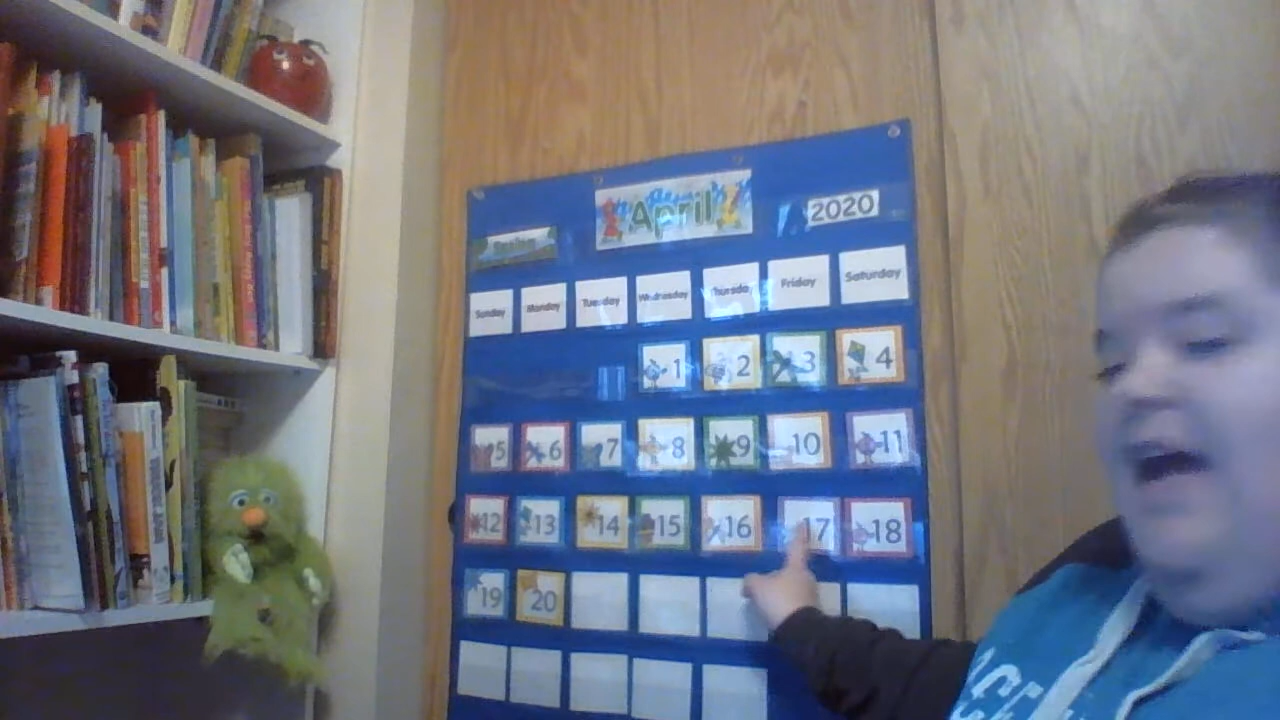 April
2020
Spring
Sunday Monday Tuesday Wednesday Thursday Friday Saturday
1 2 3 4
5 6 7 8 9 10 11
12 13 14 15 16 17 18
19 20